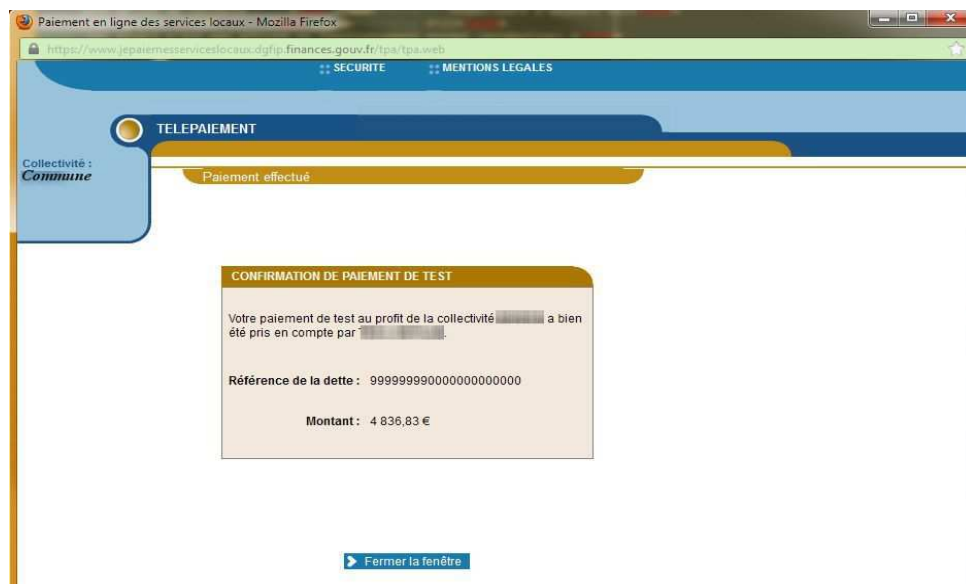 Paiement en ligne des services locaux - Mozilla Firefox
https://www.jepaiemesserviceslocaux.dgfip.finances.gouv.fr/tpa/tpa.web
SECURITE MENTIONS LEGALES
TELEPAIEMENT
Collectivité :
Commune
Paiement effectué
CONFIRMATION DE PAIEMENT DE TEST
Votre paiement de test au profit de la collectivité a bien
été pris en compte par .
Référence de la dette : 999999990000000000000
Montant : 4 836,83 €
Fermer la fenêtre